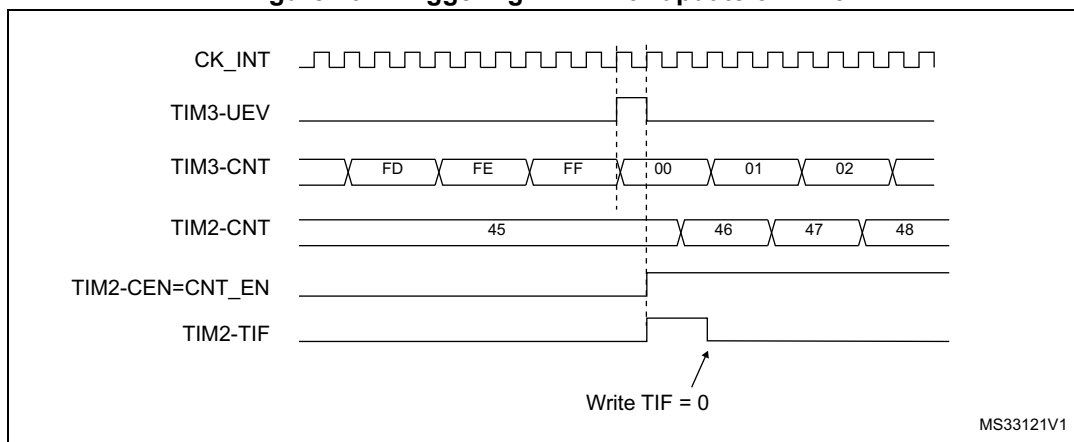 CK_INT
TIM3-UEV
TIM3-CNT FD FE FF 00 01 02
TIM2-CNT 45 46 47 48
TIM2-CEN=CNT_EN
TIM2-TIF
Write TIF = 0
MS33121V1